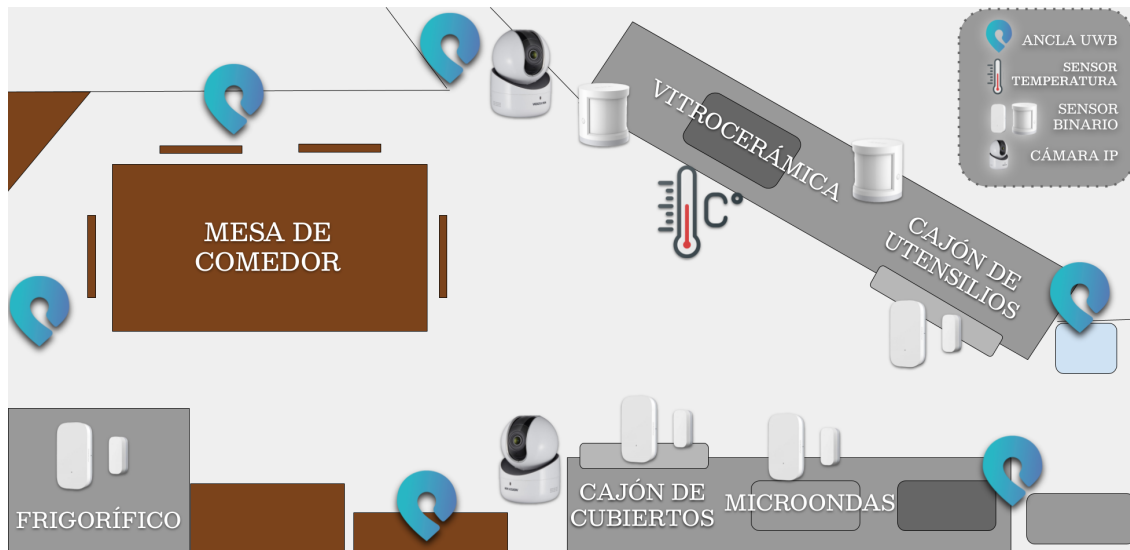 ANCLA UWB
SENSOR
TEMPERATURA
SENSOR
BINARIO
CÁMARA IP
VITROCERÁMICA
C°
MESA DE
COMEDOR
CAJÓN DE
UTENSILIOS
FRIGORÍFICO
CAJÓN DE
CUBIERTOS
MICROONDAS